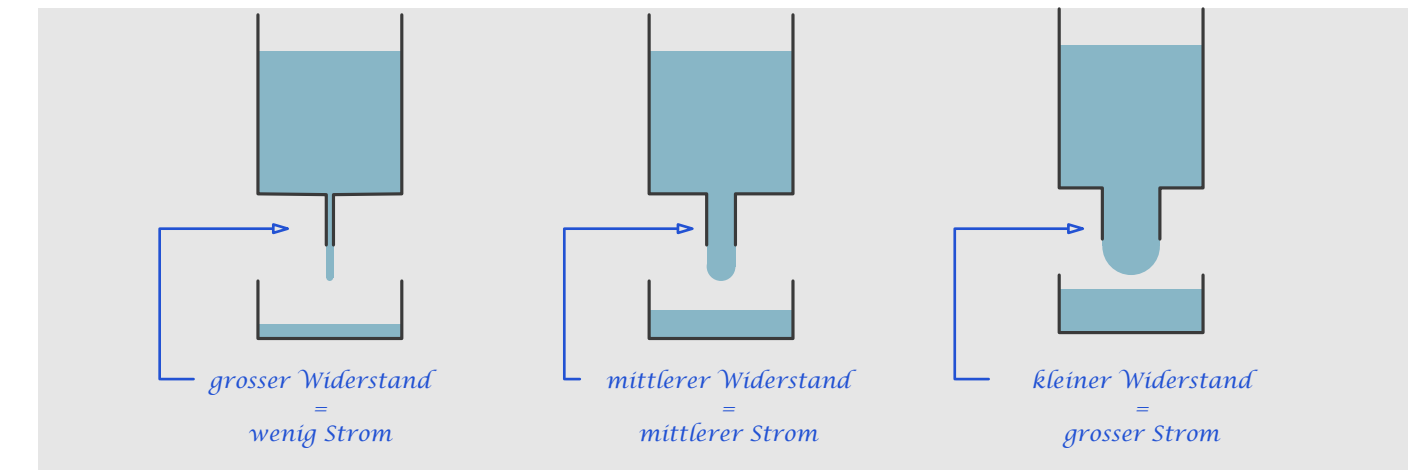 grosser Widerstand
=
wenig Strom
mittlerer Widerstand
=
mittlerer Strom
kleiner Widerstand
=
grosser Strom